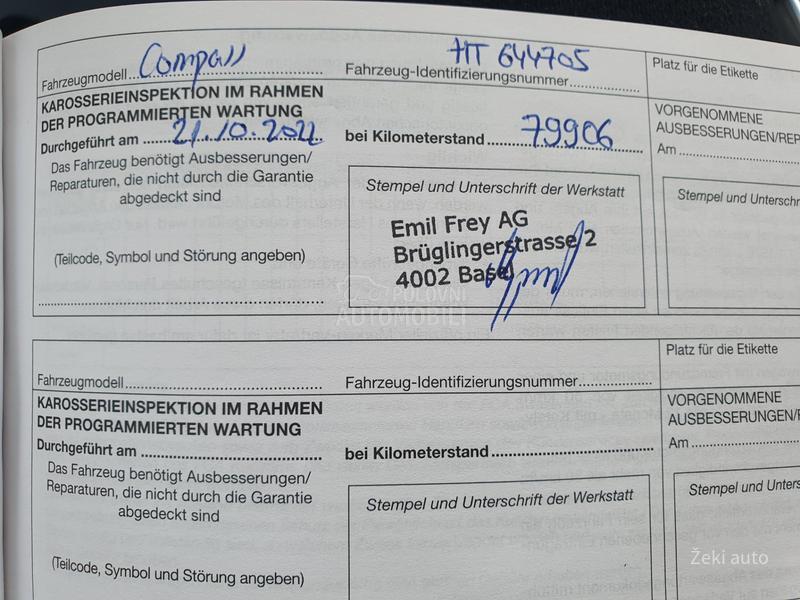 Fahrzeugmodell Compass
Fahrzeug-Identifizierungsnummer HT 644705
Platz für die Etikette
KAROSSERIEINSPEKTION IM RAHMEN
DER PROGRAMMIERTEN WARTUNG
Durchgeführt am 21.10.2022
bei Kilometerstand 79906
VORGENOMMENE
AUSBESSERUNGEN/REP
Am
Das Fahrzeug benötigt Ausbesserungen/
Reparaturen, die nicht durch die Garantie
abgedeckt sind
(Teilcode, Symbol und Störung angeben)
Stempel und Unterschrift der Werkstatt
Emil Frey AG
Brüglingerstrasse 2
4002 Basel
Stempel und Unterschr
POLOVNI
AUTOMOBILI
Fahrzeugmodell
Fahrzeug-Identifizierungsnummer
Platz für die Etikette
KAROSSERIEINSPEKTION IM RAHMEN
DER PROGRAMMIERTEN WARTUNG
Durchgeführt am
bei Kilometerstand
VORGENOMMENE
AUSBESSERUNGEN/
Am
Das Fahrzeug benötigt Ausbesserungen/
Reparaturen, die nicht durch die Garantie
abgedeckt sind
(Teilcode, Symbol und Störung angeben)
Stempel und Unterschrift der Werkstatt
Stempel und Unters
Žeki auto